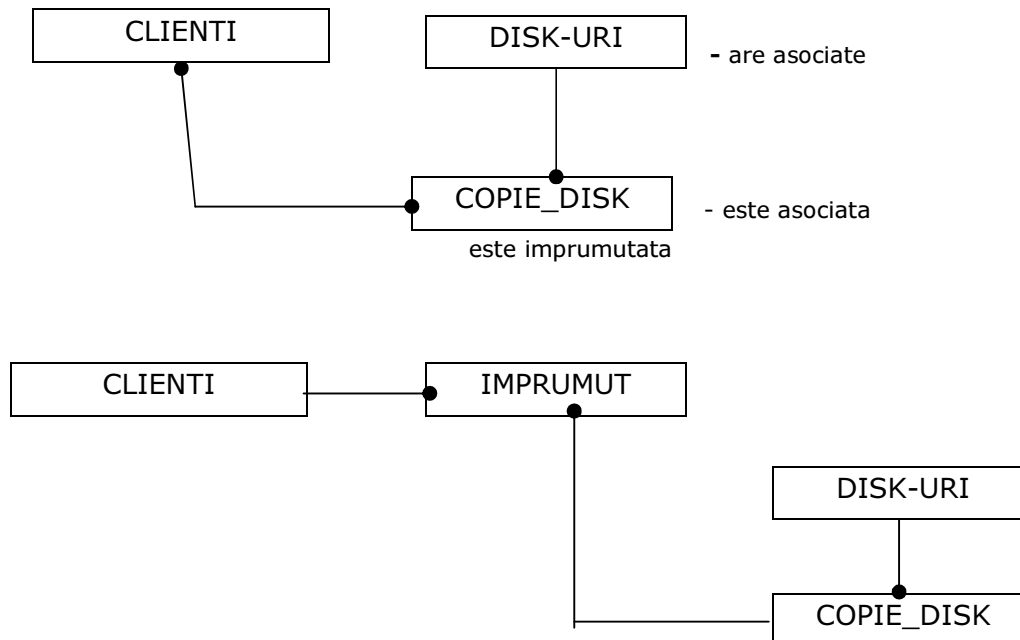 CLIENTI
DISK-URI
- are asociate
COPIE_DISK
- este asociata
este imprumutata
CLIENTI
IMPRUMUT
DISK-URI
COPIE_DISK